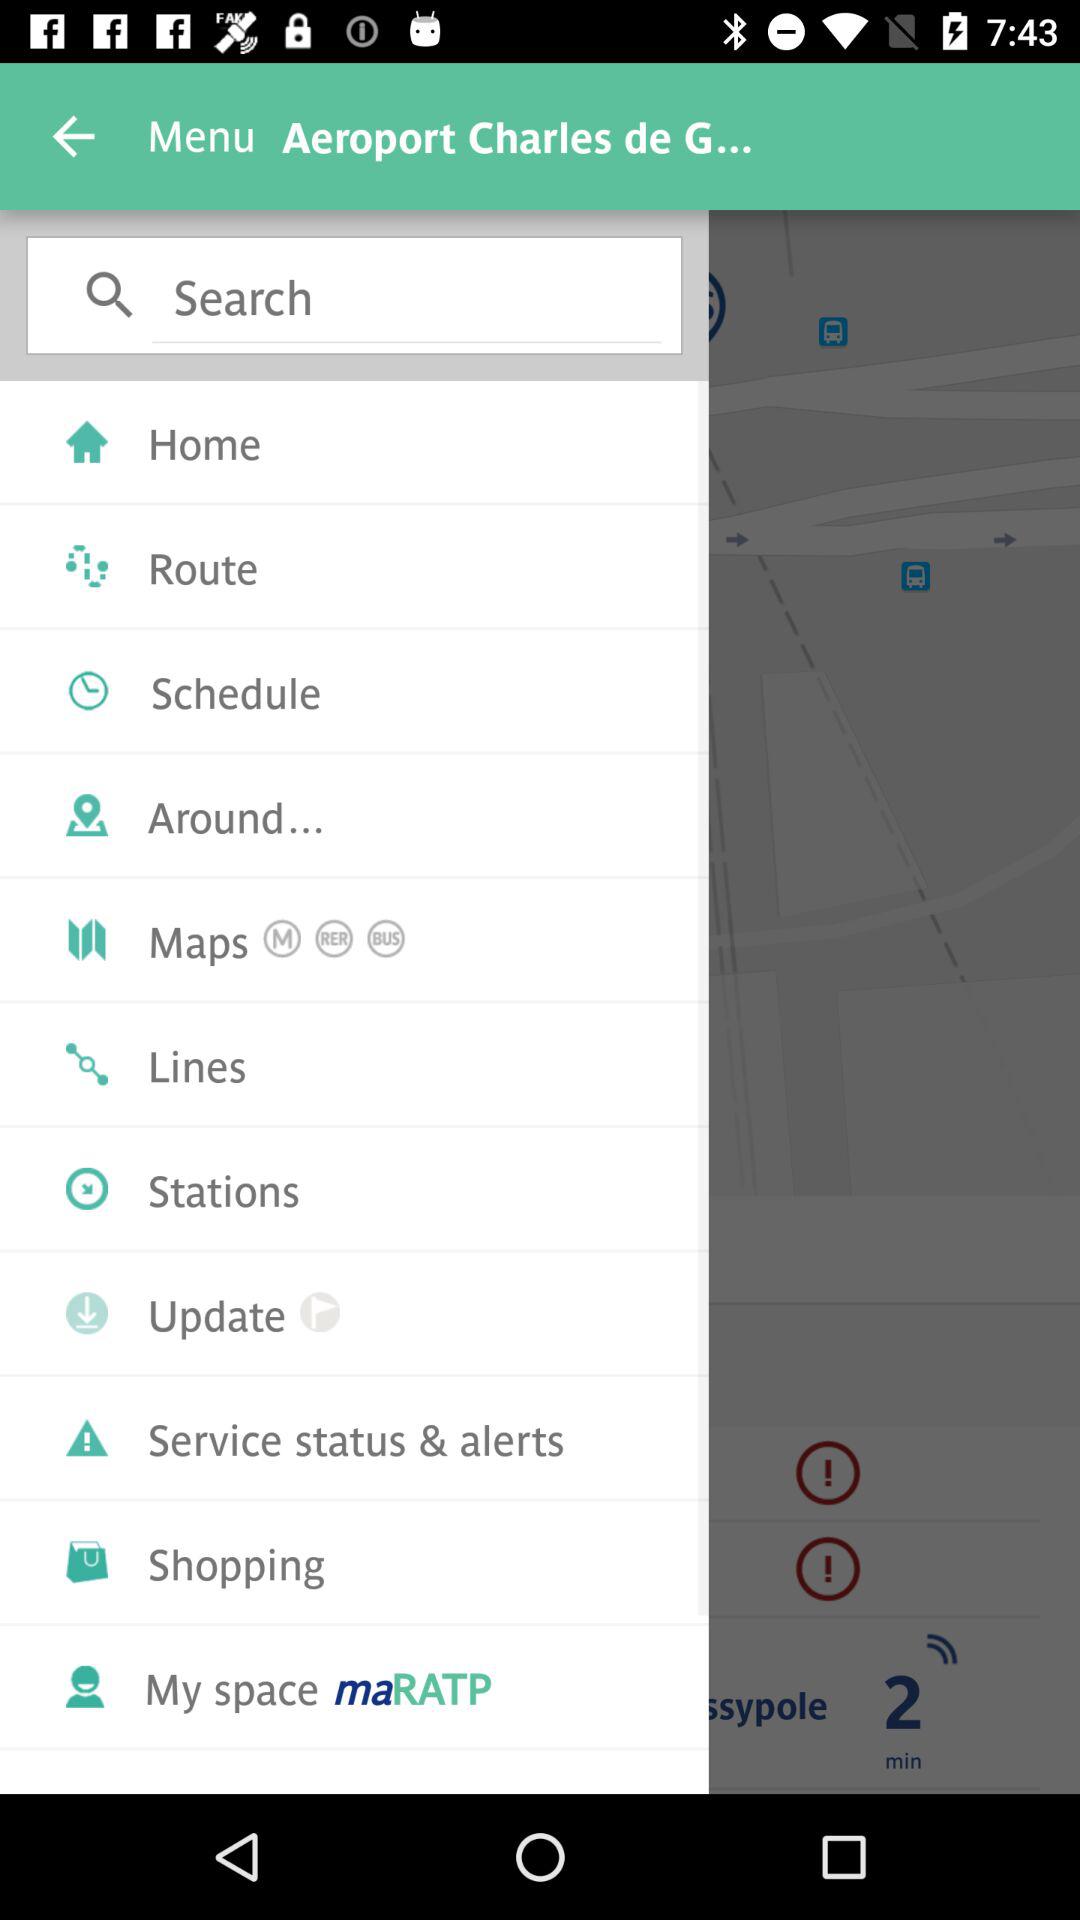 FAKE
7:43
Menu Aeroport Charles de G...
Search
Home
Route
Schedule
Around...
Maps M RER BUS
Lines
Stations
Update
Service status & alerts
Shopping
My space maRATP
ssypole 2
min